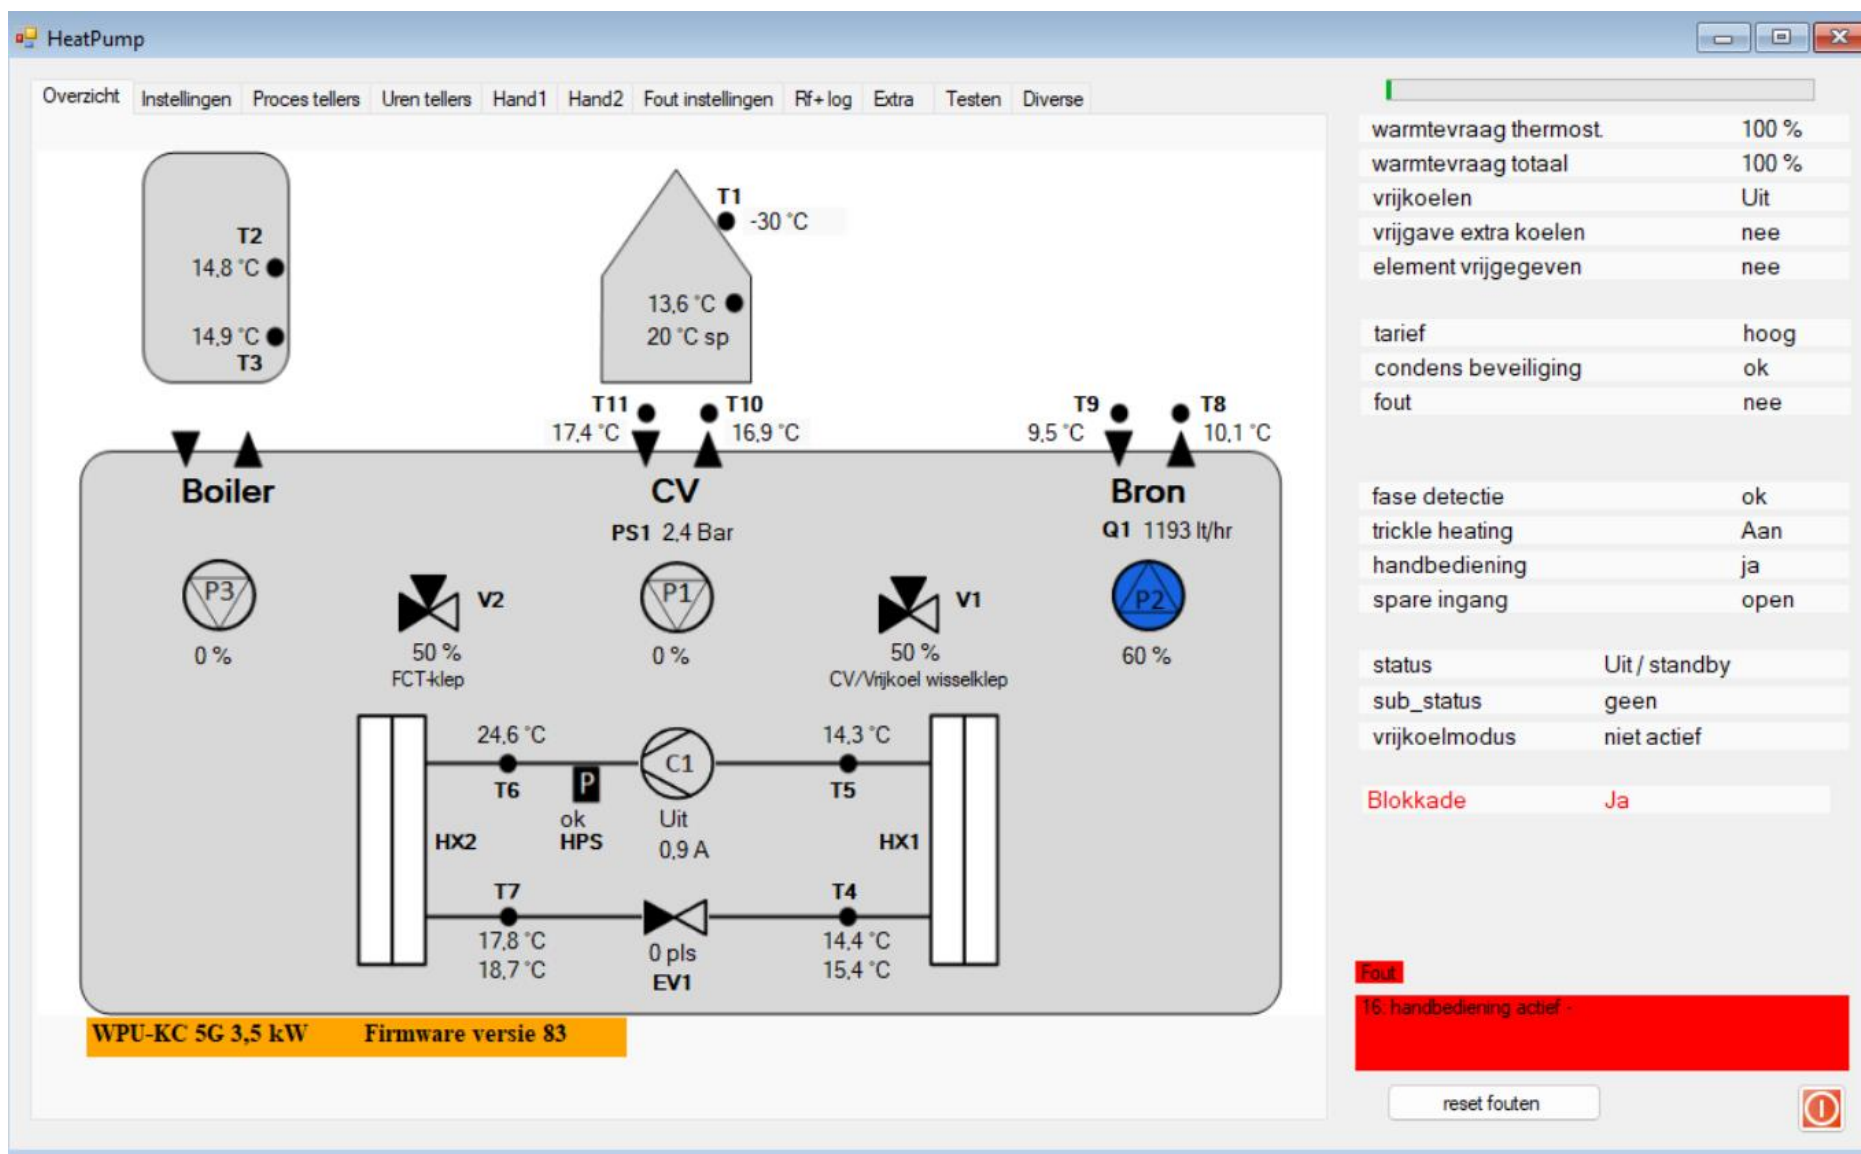 HeatPump
Overzicht Instellingen Proces tellers Uren tellers Hand1 Hand2 Fout instellingen Rf+log Extra Testen Diverse
T2
14,8 °C
14,9 °C
T3
T1
-30 °C
13,6 °C
20 °C sp
T11
17,4 °C
T10
16,9 °C
T9
9,5 °C
T8
10,1 °C
Boiler
CV
Bron
PS1 2,4 Bar
Q1 1193 lt/hr
P3
0 %
V2
50 %
FCT-klep
P1
0 %
V1
50 %
CV/Vrijkoel wisselklep
P2
60 %
24,6 °C
T6
P
ok
HPS
C1
Uit
0,9 A
14,3 °C
T5
HX2
HX1
T7
17,8 °C
18,7 °C
0 pls
EV1
T4
14,4 °C
15,4 °C
WPU-KC 5G 3,5 kW Firmware versie 83
warmtevraag thermost. 100 %
warmtevraag totaal 100 %
vrijkoelen Uit
vrijgave extra koelen nee
element vrijgegeven nee
tarief hoog
condens beveiliging ok
fout nee
fase detectie ok
trickle heating Aan
handbediening ja
spare ingang open
status Uit / standby
sub_status geen
vrijkoelmodus niet actief
Blokkade Ja
Fout
16. handbediening actief -
reset fouten